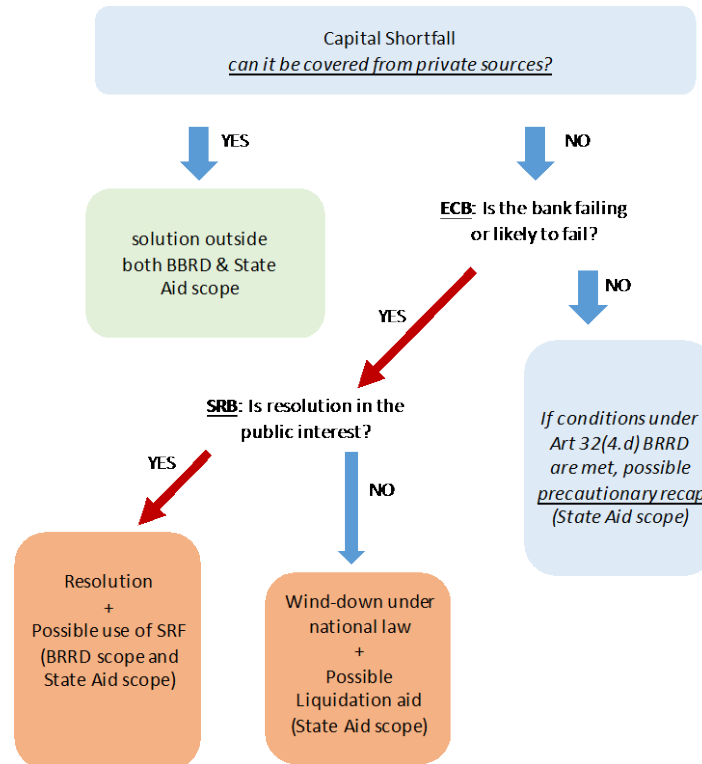 Capital Shortfall
can it be covered from private sources?
YES
NO
solution outside
both BBRD & State
Aid scope
ECB: Is the bank failing
or likely to fail?
YES
NO
SRB: Is resolution in the
public interest?
If conditions under
Art 32(4.d) BRRD
are met, possible
precautionary recap
(State Aid scope)
YES
NO
Resolution
+
Possible use of SRF
(BRRD scope and
State Aid scope)
Wind-down under
national law
+
Possible
Liquidation aid
(State Aid scope)